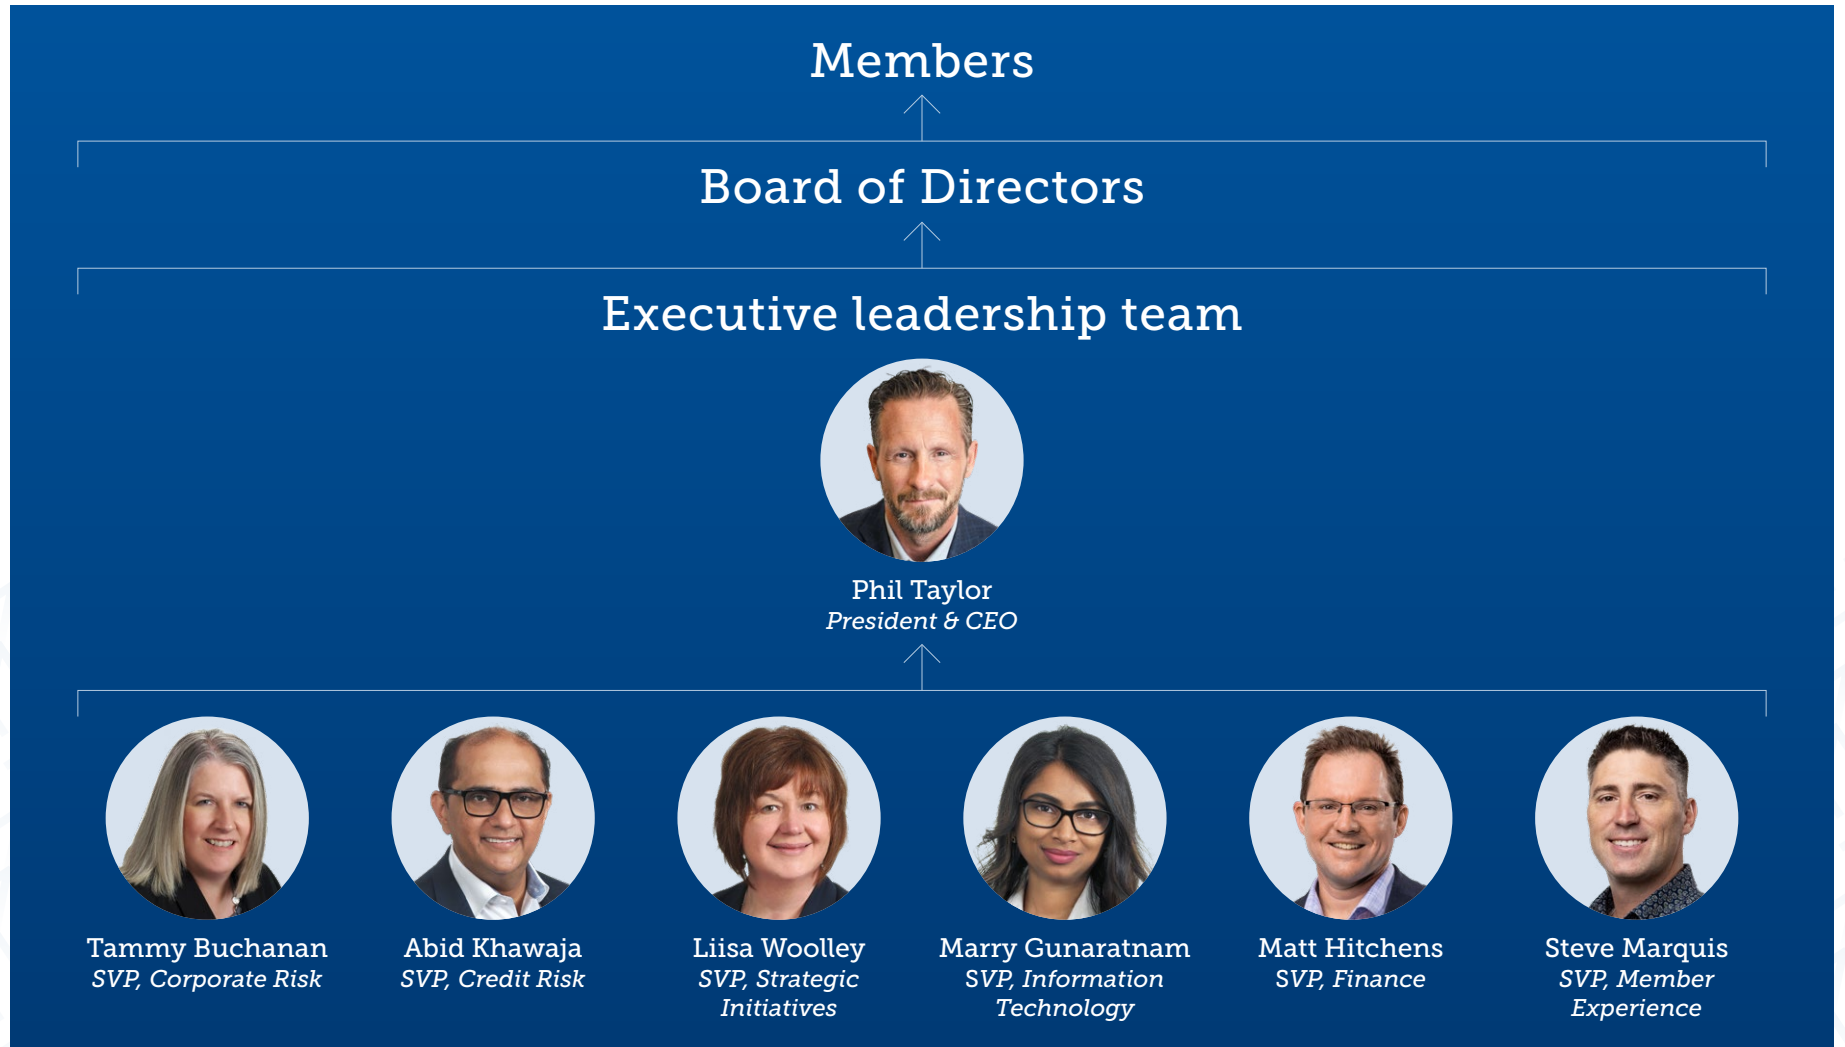 Members
Board of Directors
Executive leadership team
Phil Taylor
President & CEO
Tammy Buchanan
SVP, Corporate Risk
Abid Khawaja
SVP, Credit Risk
Liisa Woolley
SVP, Strategic
Initiatives
Marry Gunaratnam
SVP, Information
Technology
Matt Hitchens
SVP, Finance
Steve Marquis
SVP, Member
Experience